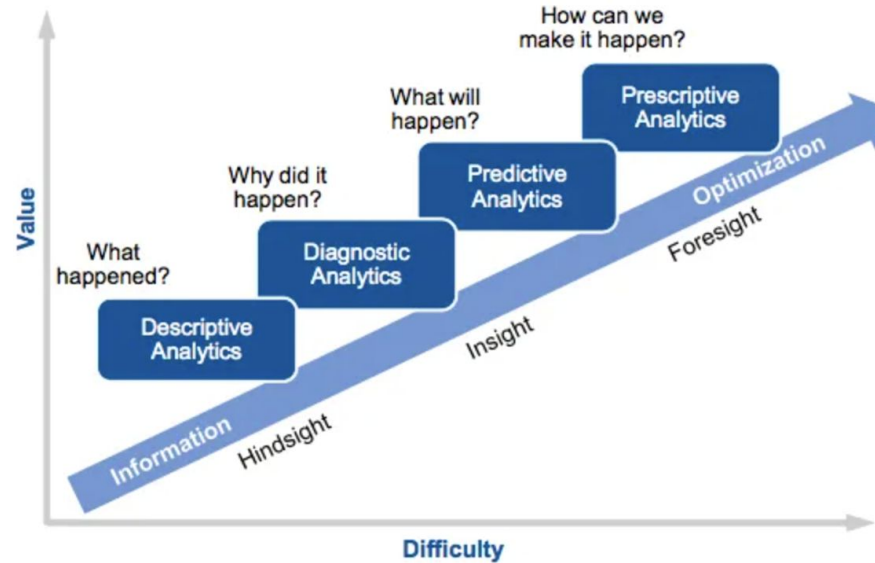 How can we
make it happen?
Prescriptive
Analytics
What will
happen?
Predictive
Analytics
Why did it
happen?
Diagnostic
Analytics
What
happened?
Descriptive
Analytics
Value
Information
Optimization
Hindsight
Insight
Foresight
Difficulty